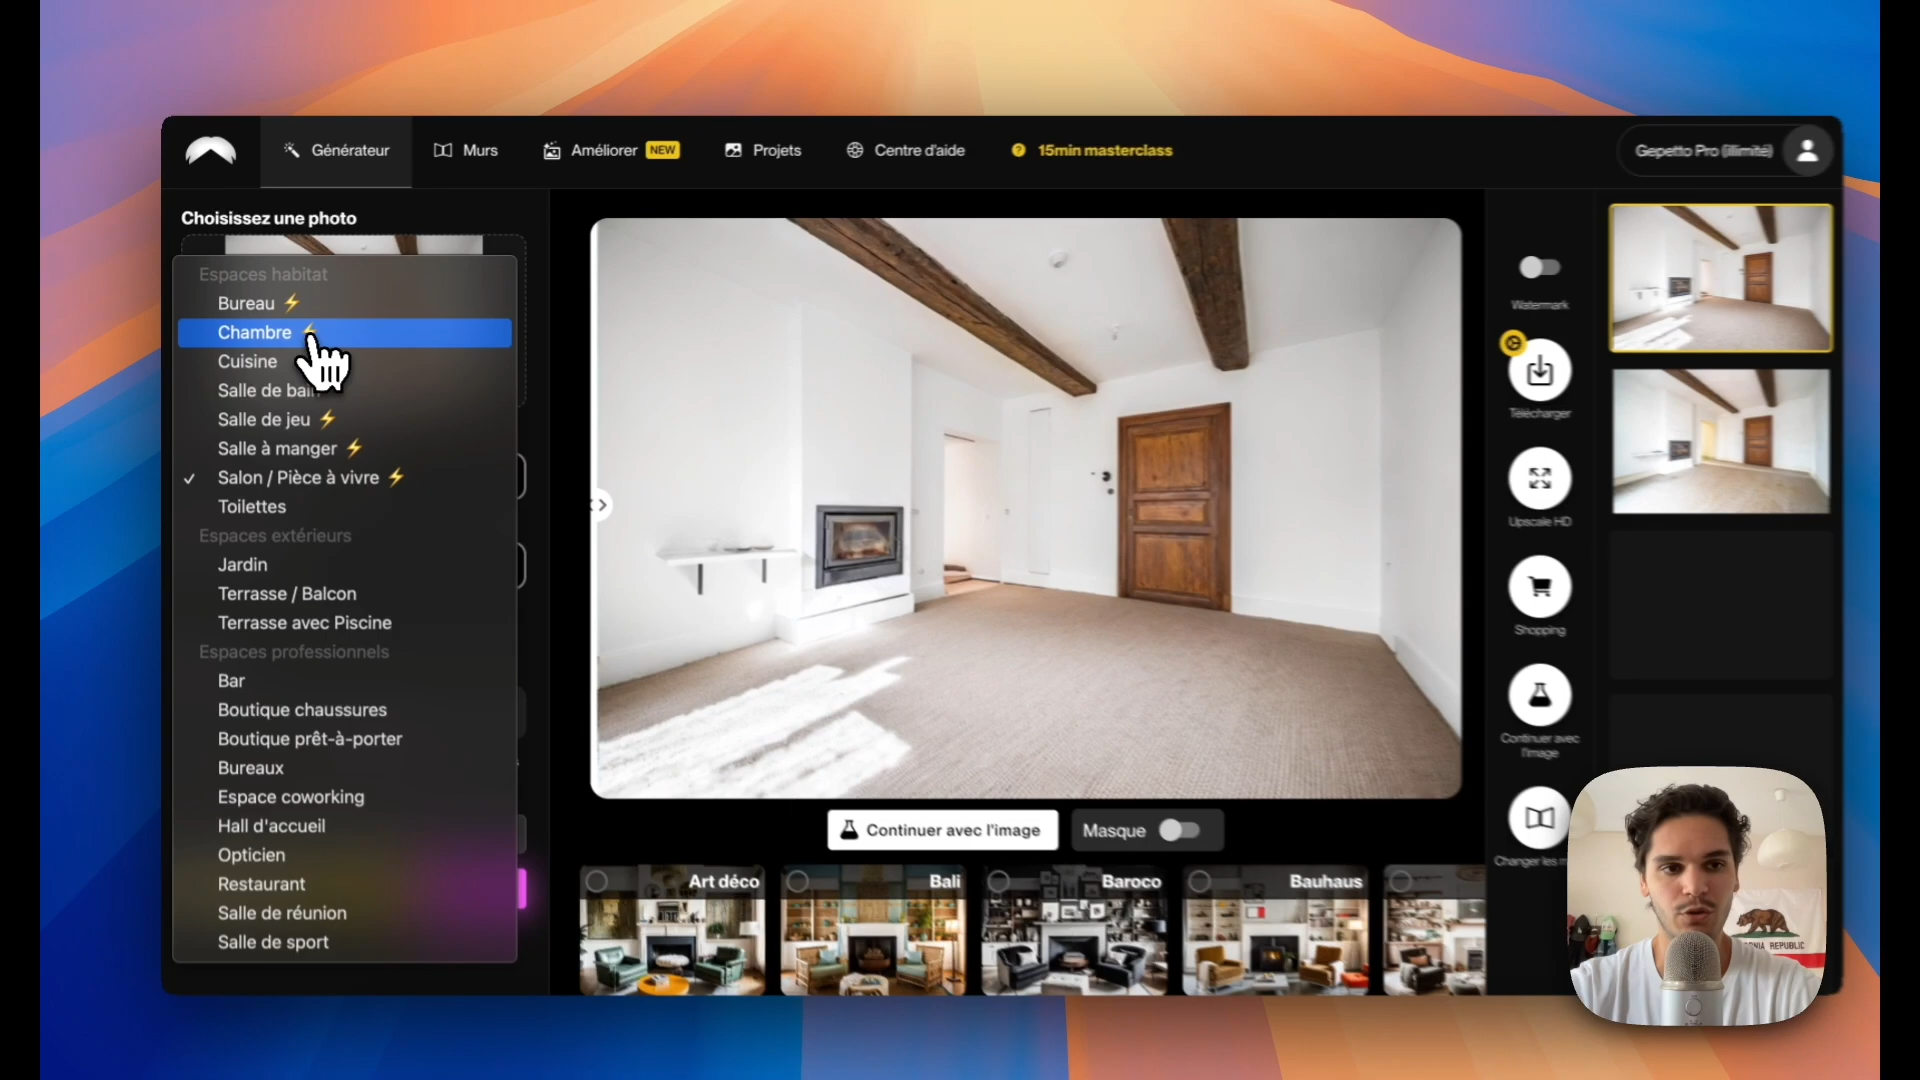 Générateur
Murs
Améliorer NEW
Projets
Centre d'aide
15min masterclass
Gepetto Pro (illimité)
Choisissez une photo
Espaces habitat
Bureau ⚡
Chambre ⚡
Cuisine
Salle de bain
Salle de jeu ⚡
Salle à manger ⚡
✓ Salon / Pièce à vivre ⚡
Toilettes
Espaces extérieurs
Jardin
Terrasse / Balcon
Terrasse avec Piscine
Espaces professionnels
Bar
Boutique chaussures
Boutique prêt-à-porter
Bureaux
Espace coworking
Hall d'accueil
Opticien
Restaurant
Salle de réunion
Salle de sport
Continuer avec l'image
Masque
Art déco
Bali
Baroco
Bauhaus
Watermark
Télécharger
Upscale HD
Shopping
Continuer avec
l'image
Changer les
REPUBLIC